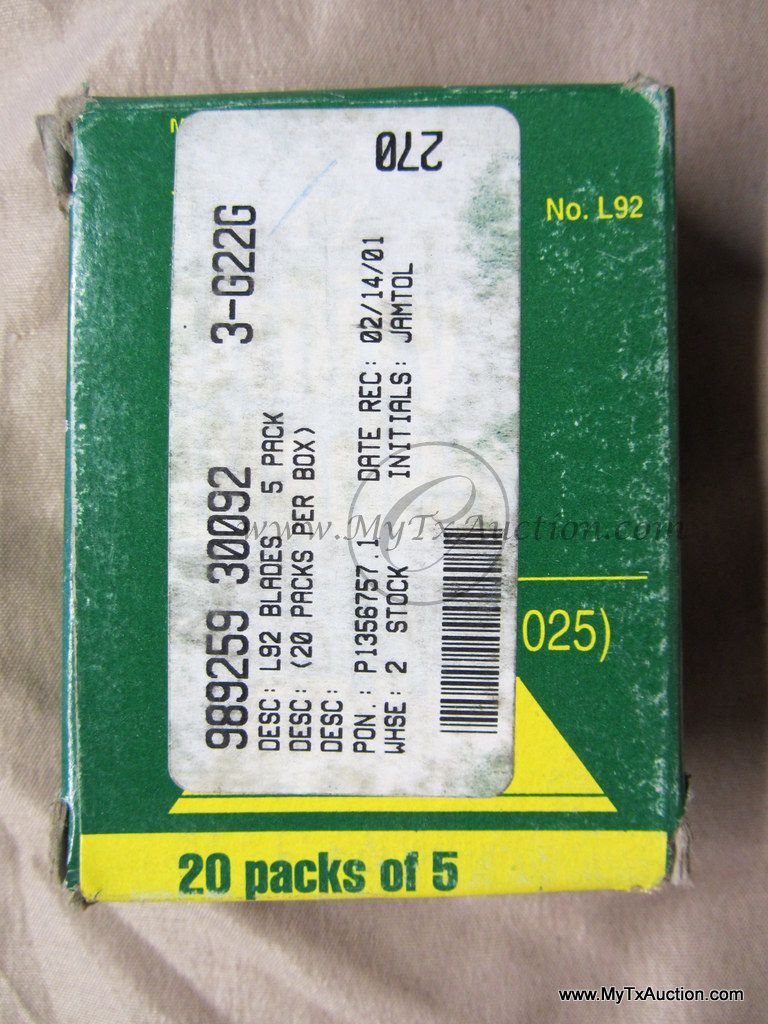 No. L92
989259 30092 3-G22G
DESC: L92 BLADES 5 PACK
DESC: (20 PACKS PER BOX)
DESC:
PON.: P1356757.1 DATE REC: 02/14/01
WHSE: 2 STOCK INITIALS: JAMTOL
270
www.MyTxAuction.com
025)
20 packs of 5
www.MyTxAuction.com